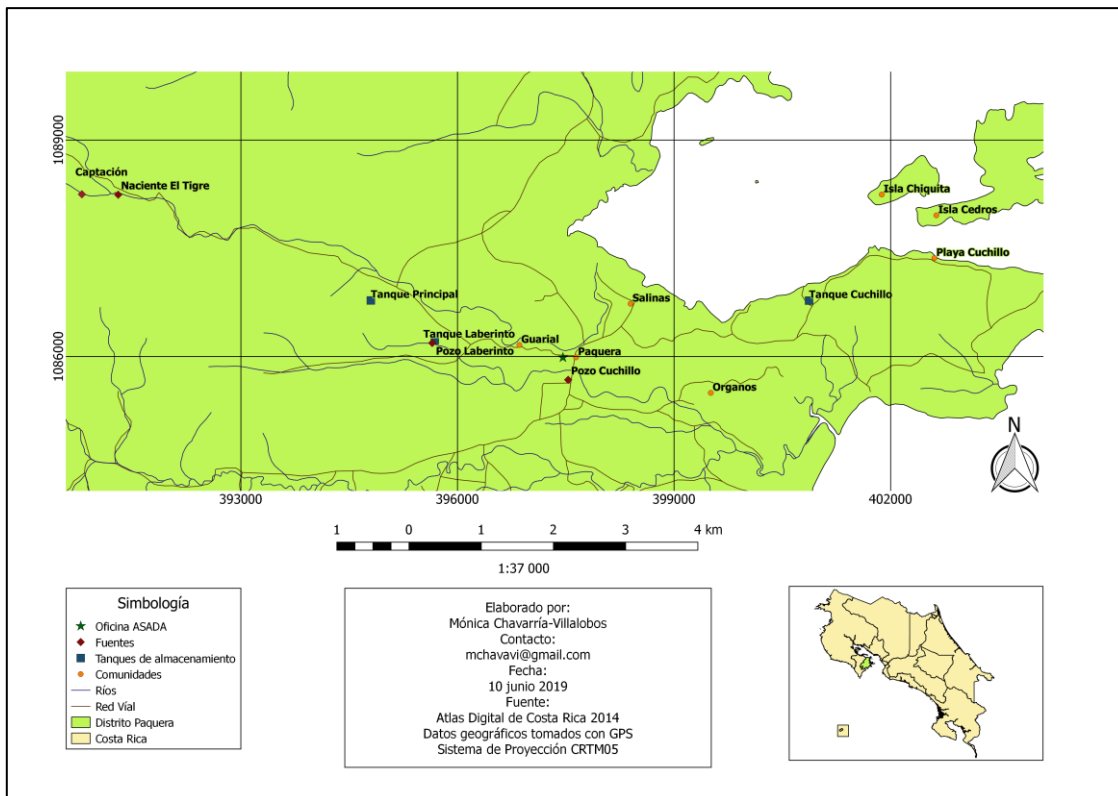 1089000
1086000
Captación
Naciente El Tigre
Isla Chiquita
Isla Cedros
Playa Cuchillo
Tanque Principal
Salinas
Tanque Cuchillo
Tanque Laberinto
Guarial
Pozo Laberinto
Paquera
Pozo Cuchillo
Organos
N
393000 396000 399000 402000
1 0 1 2 3 4 km
1:37 000
Simbología
Oficina ASADA
Fuentes
Tanques de almacenamiento
Comunidades
Ríos
Red Víal
Distrito Paquera
Costa Rica
Elaborado por:
Mónica Chavarría-Villalobos
Contacto:
mchavavi@gmail.com
Fecha:
10 junio 2019
Fuente:
Atlas Digital de Costa Rica 2014
Datos geográficos tomados con GPS
Sistema de Proyección CRTM05